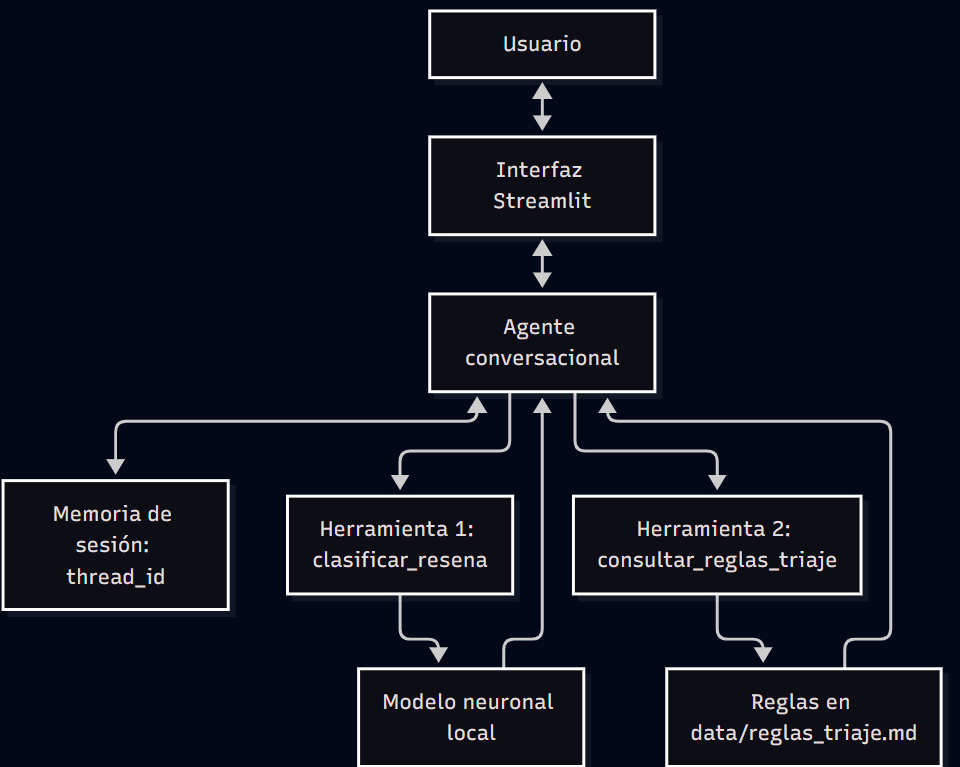 Usuario
Interfaz
Streamlit
Agente
conversacional
Memoria de
sesión:
thread_id
Herramienta 1:
clasificar_resena
Herramienta 2:
consultar_reglas_triaje
Modelo neuronal
local
Reglas en
data/reglas_triaje.md